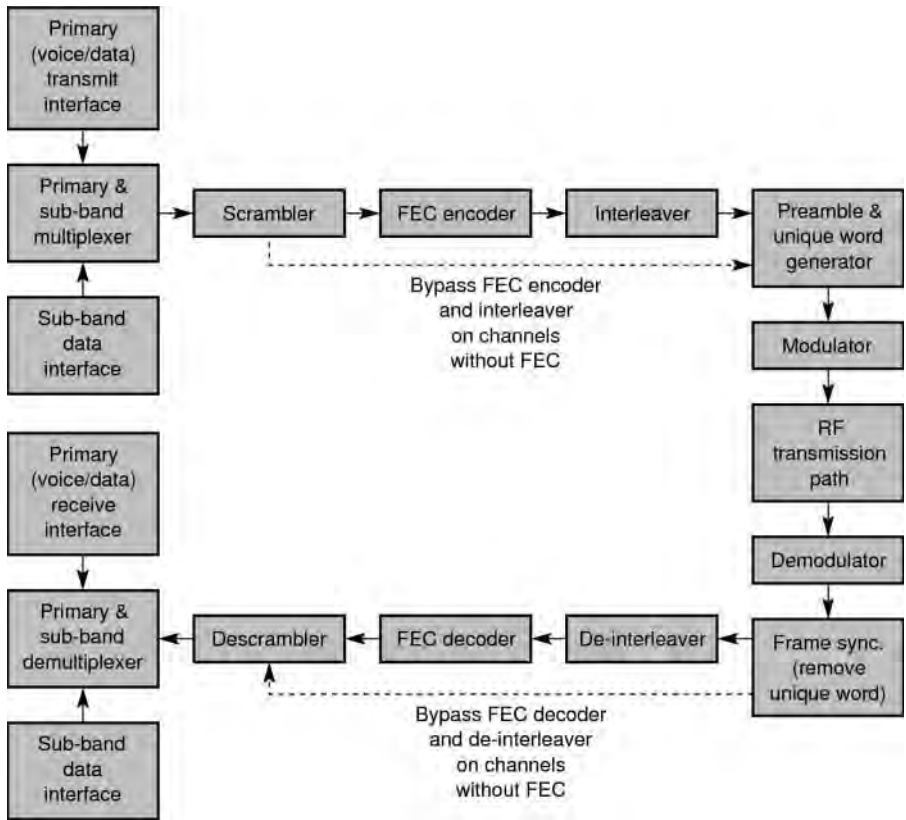 Primary
(voice/data)
transmit
interface
Primary &
sub-band
multiplexer
Scrambler
FEC encoder
Interleaver
Preamble &
unique word
generator
Bypass FEC encoder
and interleaver
on channels
without FEC
Sub-band
data
interface
Modulator
RF
transmission
path
Demodulator
Primary
(voice/data)
receive
interface
Primary &
sub-band
demultiplexer
Descrambler
FEC decoder
De-interleaver
Frame sync.
(remove
unique word)
Bypass FEC decoder
and de-interleaver
on channels
without FEC
Sub-band
data
interface